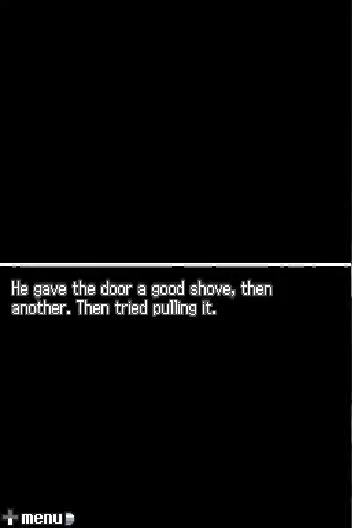 He gave the door a good shove, then
another. Then tried pulling it.
menu